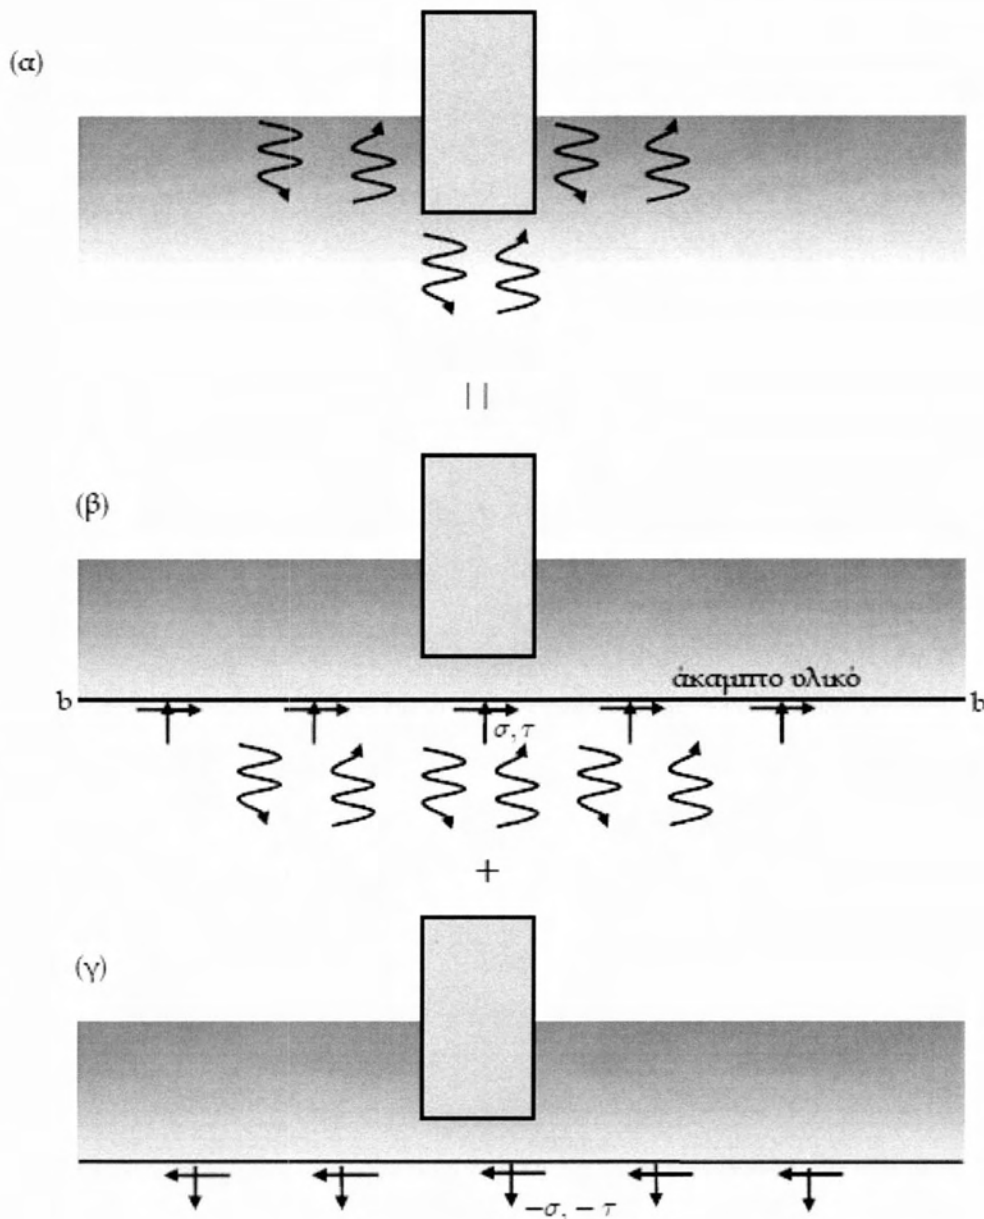 (α)
||
(β)
άκαμπτο υλικό
b b
σ, τ
+
(γ)
−σ, − τ